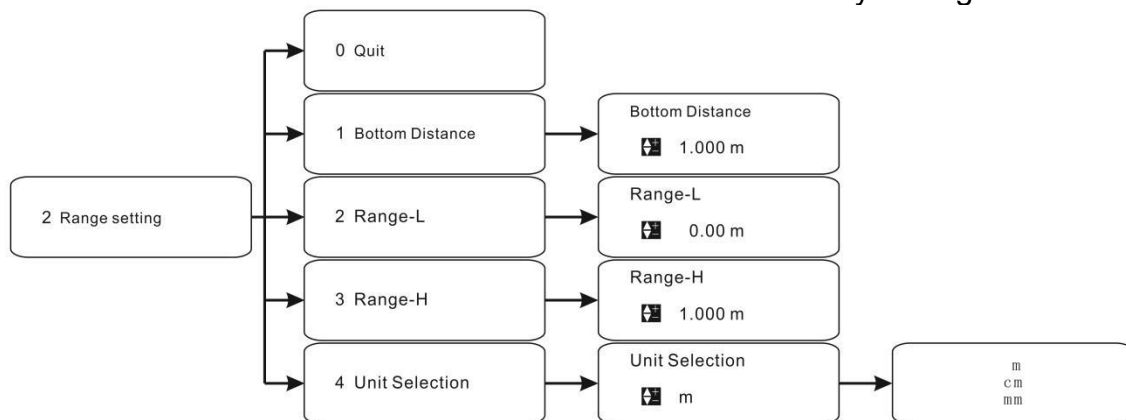 0 Quit
1 Bottom Distance
Bottom Distance
1.000 m
2 Range setting
2 Range-L
Range-L
0.00 m
3 Range-H
Range-H
1.000 m
4 Unit Selection
Unit Selection
m
m
cm
mm